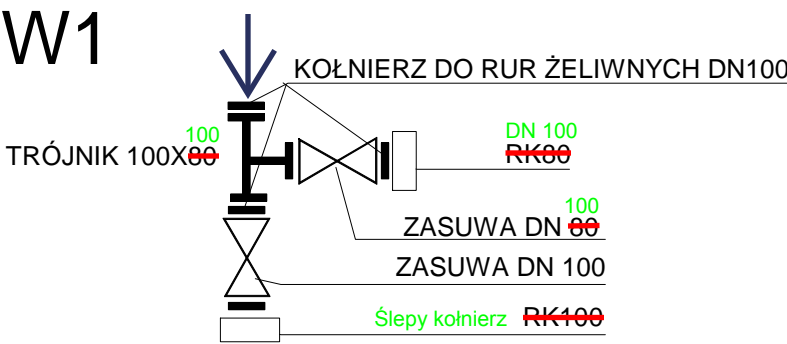 W1
KOŁNIERZ DO RUR ŻELIWNYCH DN100
100
TRÓJNIK 100X80
DN 100
RK80
100
ZASUWA DN 80
ZASUWA DN 100
Ślepy kołnierz RK100